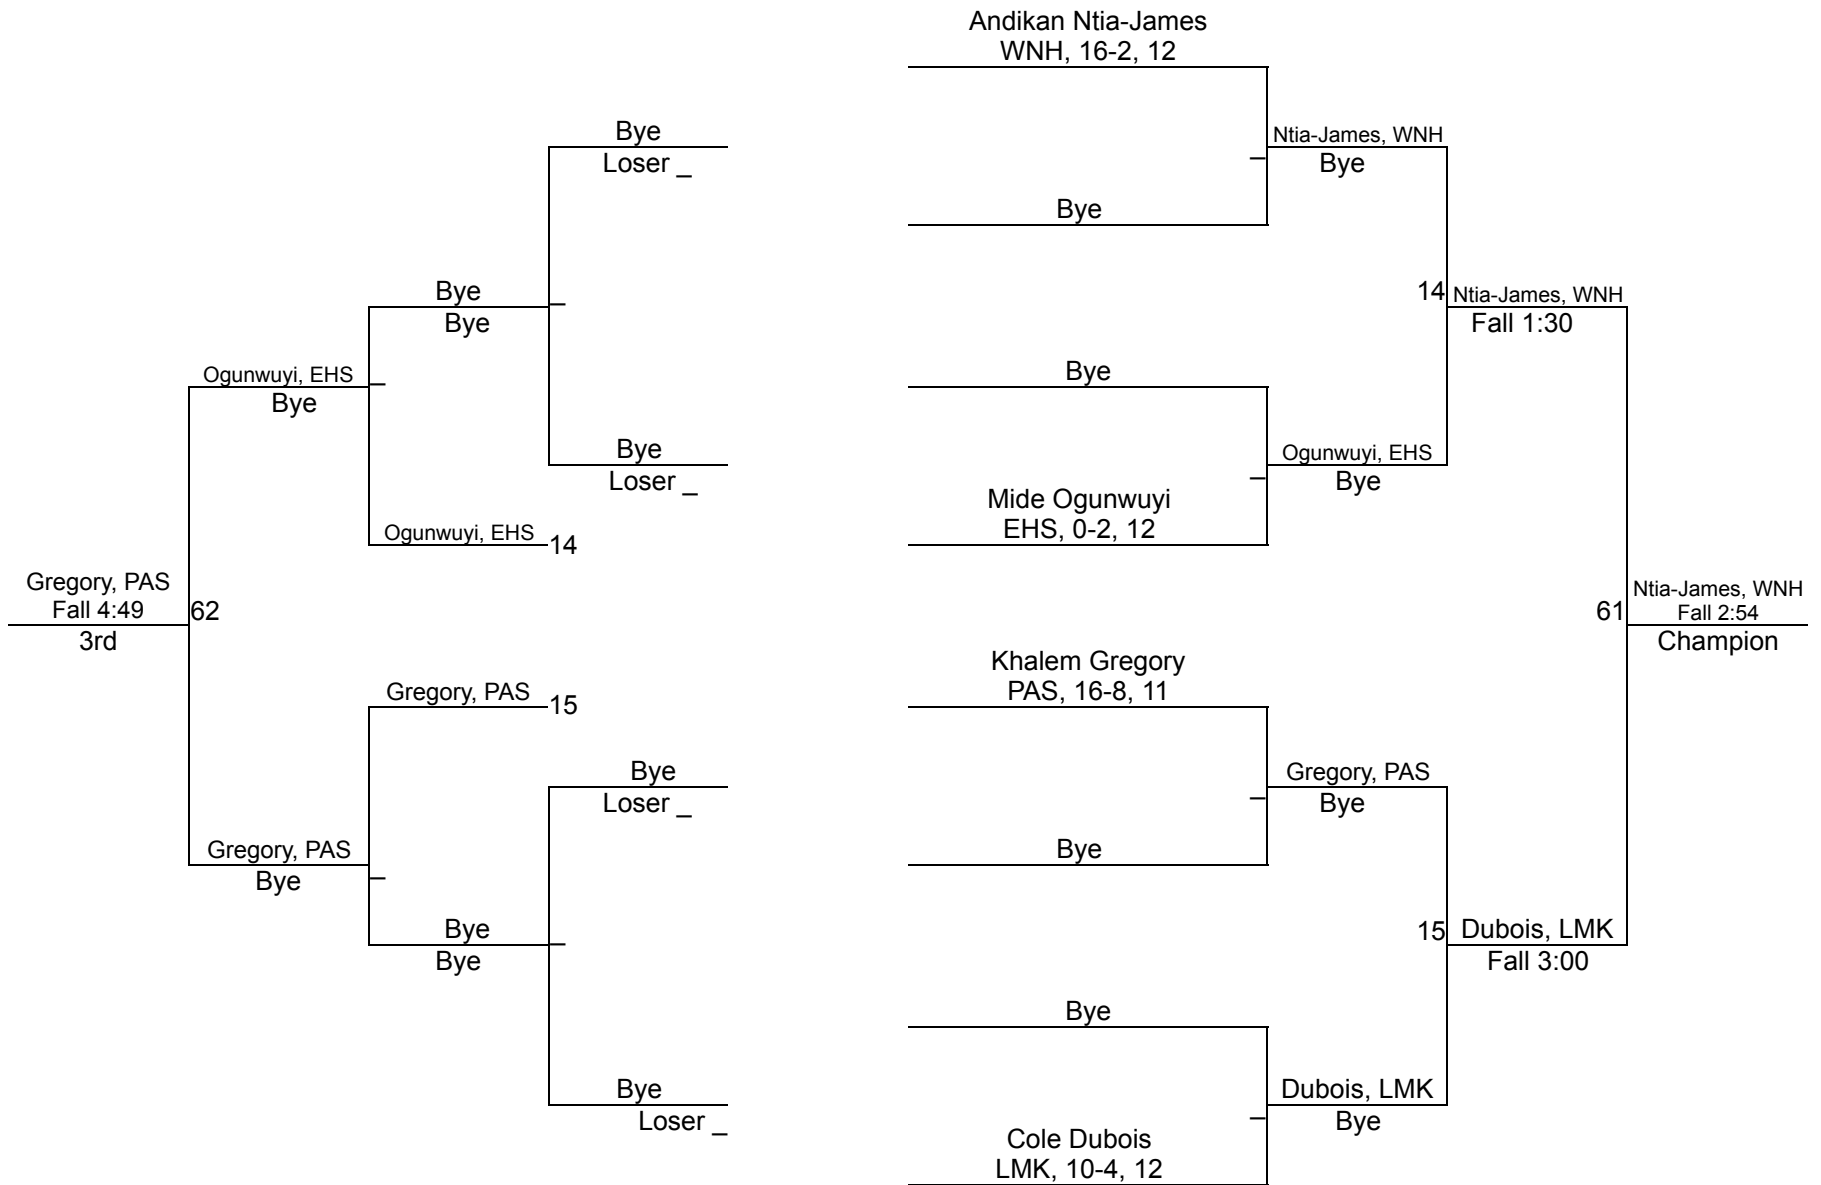 Andikan Ntia-James
WNH, 16-2, 12
Bye
Loser _
Ntia-James, WNH
_
Bye
Bye
Bye
_
Bye
14
Ntia-James, WNH
Fall 1:30
Ogunwuyi, EHS
_
Bye
Bye
Bye
Loser _
Ogunwuyi, EHS
_
Bye
Mide Ogunwuyi
EHS, 0-2, 12
Ogunwuyi, EHS
14
Gregory, PAS
Fall 4:49
62
3rd
Ntia-James, WNH
61
Fall 2:54
Champion
Khalem Gregory
PAS, 16-8, 11
Gregory, PAS
15
Bye
Loser _
Gregory, PAS
_
Bye
Gregory, PAS
_
Bye
Bye
Bye
_
Bye
15
Dubois, LMK
Fall 3:00
Bye
Bye
Loser _
Dubois, LMK
_
Bye
Cole Dubois
LMK, 10-4, 12